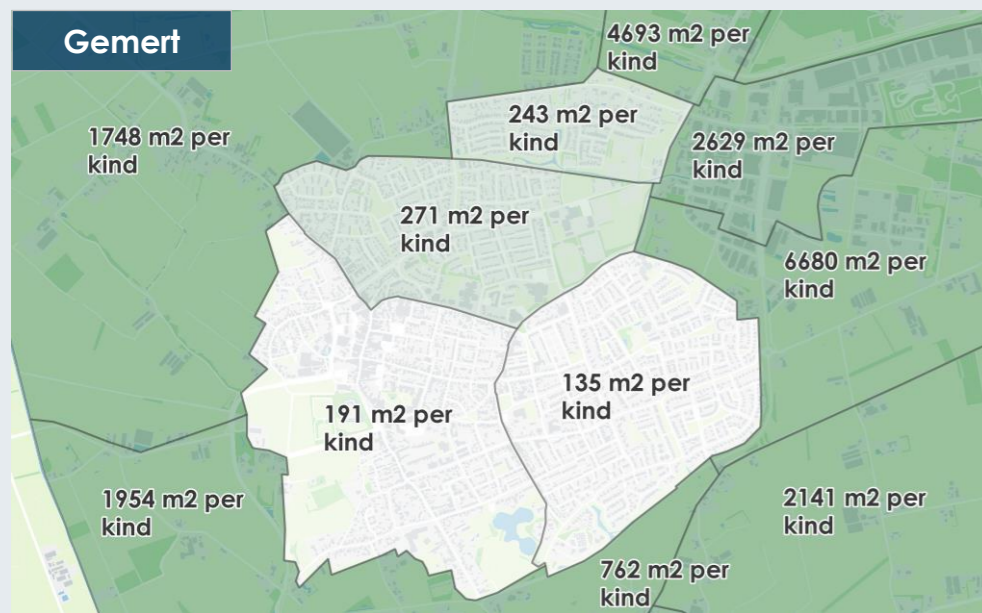 Gemert
4693 m2 per
kind
243 m2 per
kind
1748 m2 per
kind
2629 m2 per
kind
271 m2 per
kind
6680 m2 per
kind
135 m2 per
kind
191 m2 per
kind
1954 m2 per
kind
2141 m2 per
kind
762 m2 per
kind